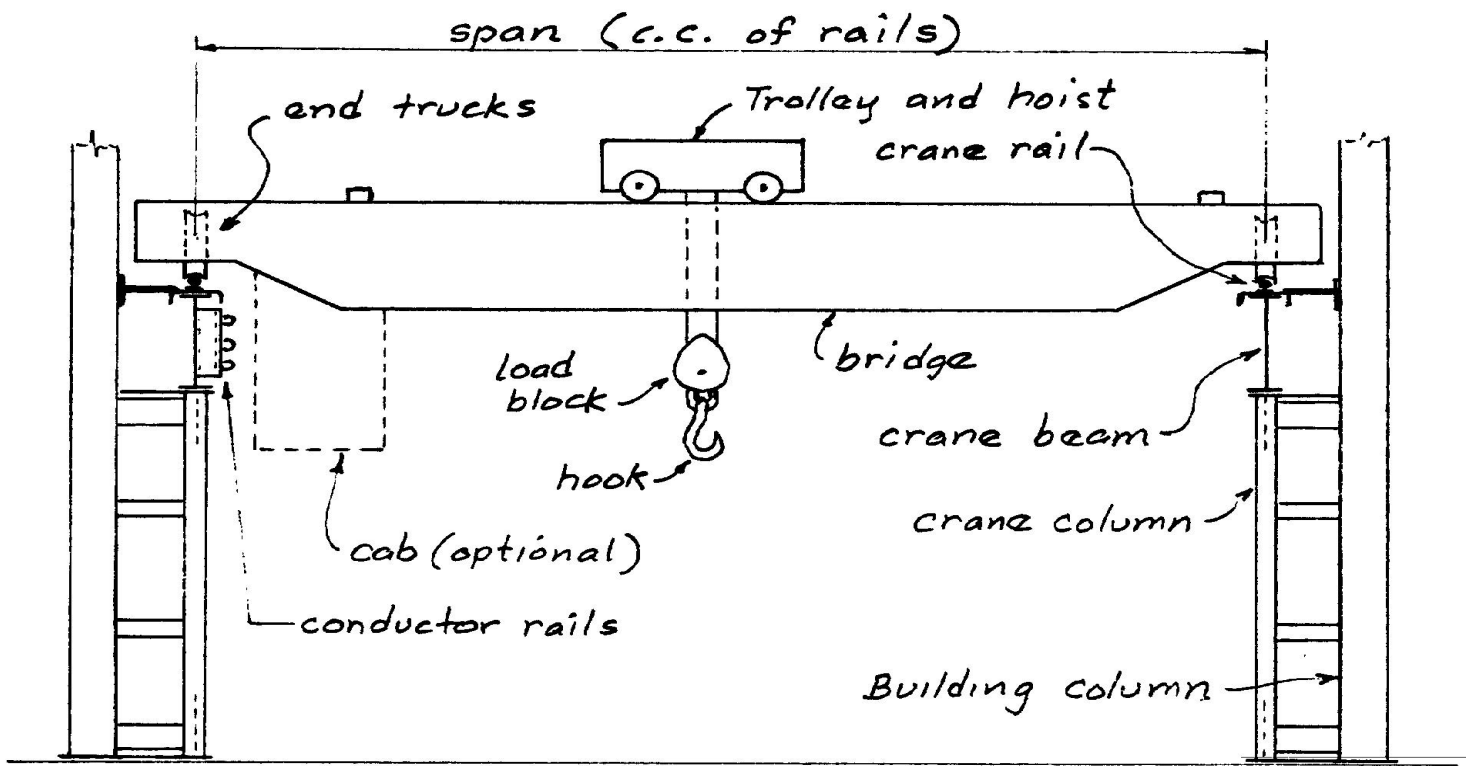 span (c.c. of rails)
end trucks
Trolley and hoist
crane rail
load
block
bridge
crane beam
hook
crane column
cab (optional)
conductor rails
Building column